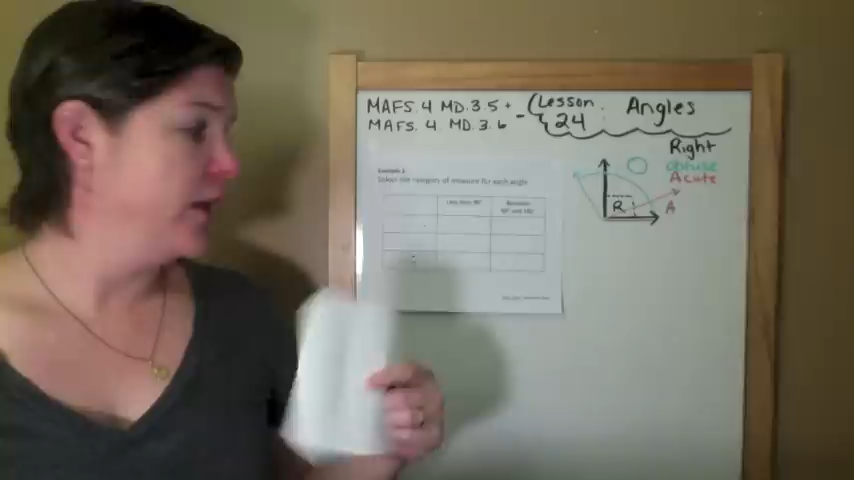 MAFS. 4 MD. 3. 5 +
MAFS. 4. MD. 3. 6
Lesson
24
Angles
Right
obtuse
Acute
O
R
A
Example 2
Select the category of measure for each angle
Less than 90°
Between
90° and 180°